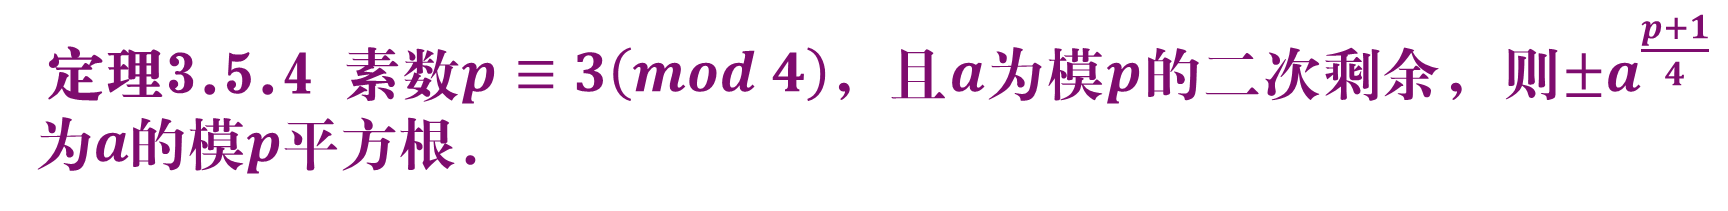 定理3.5.4 素数p ≡ 3(mod 4)，且a为模p的二次剩余，则±a^{\frac{p+1}{4}}
为a的模p平方根.